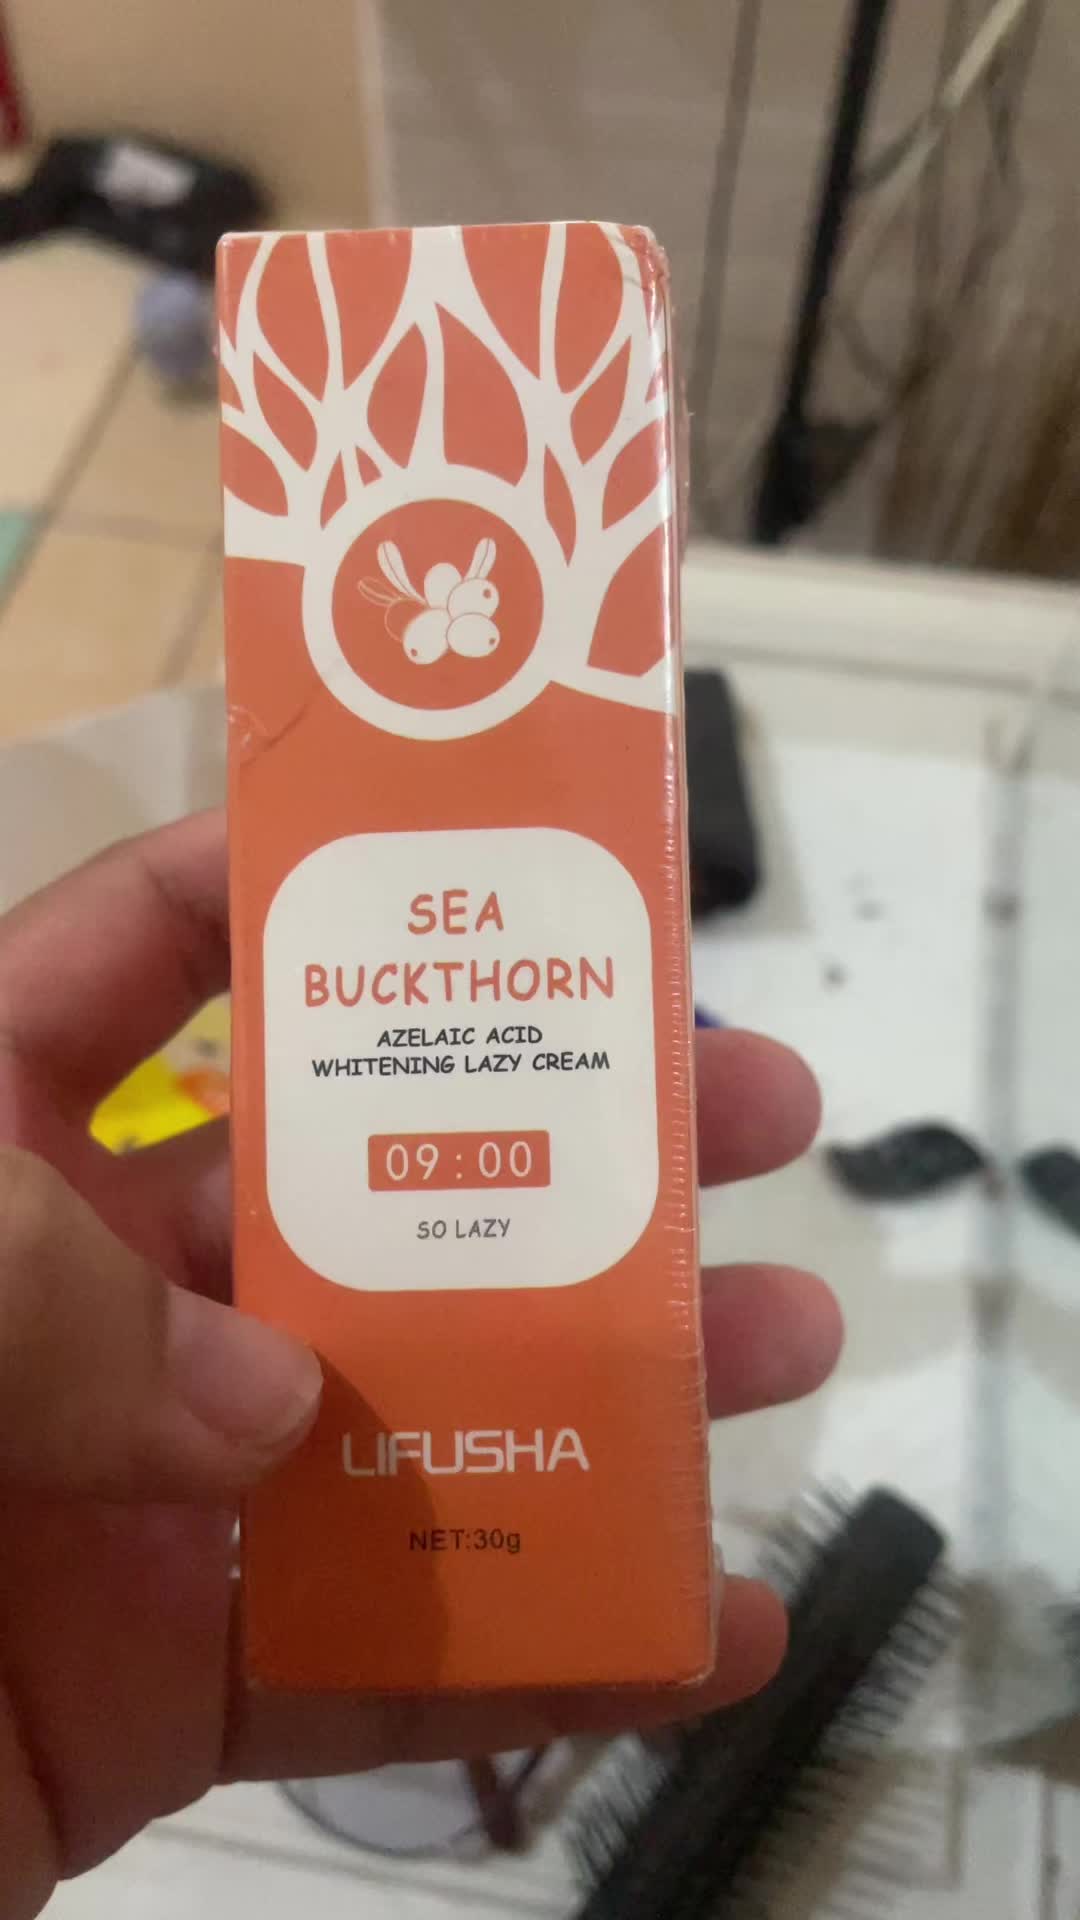 SEA
BUCKTHORN
AZELAIC ACID
WHITENING LAZY CREAM
09:00
SO LAZY
LIFUSHA
NET:30g